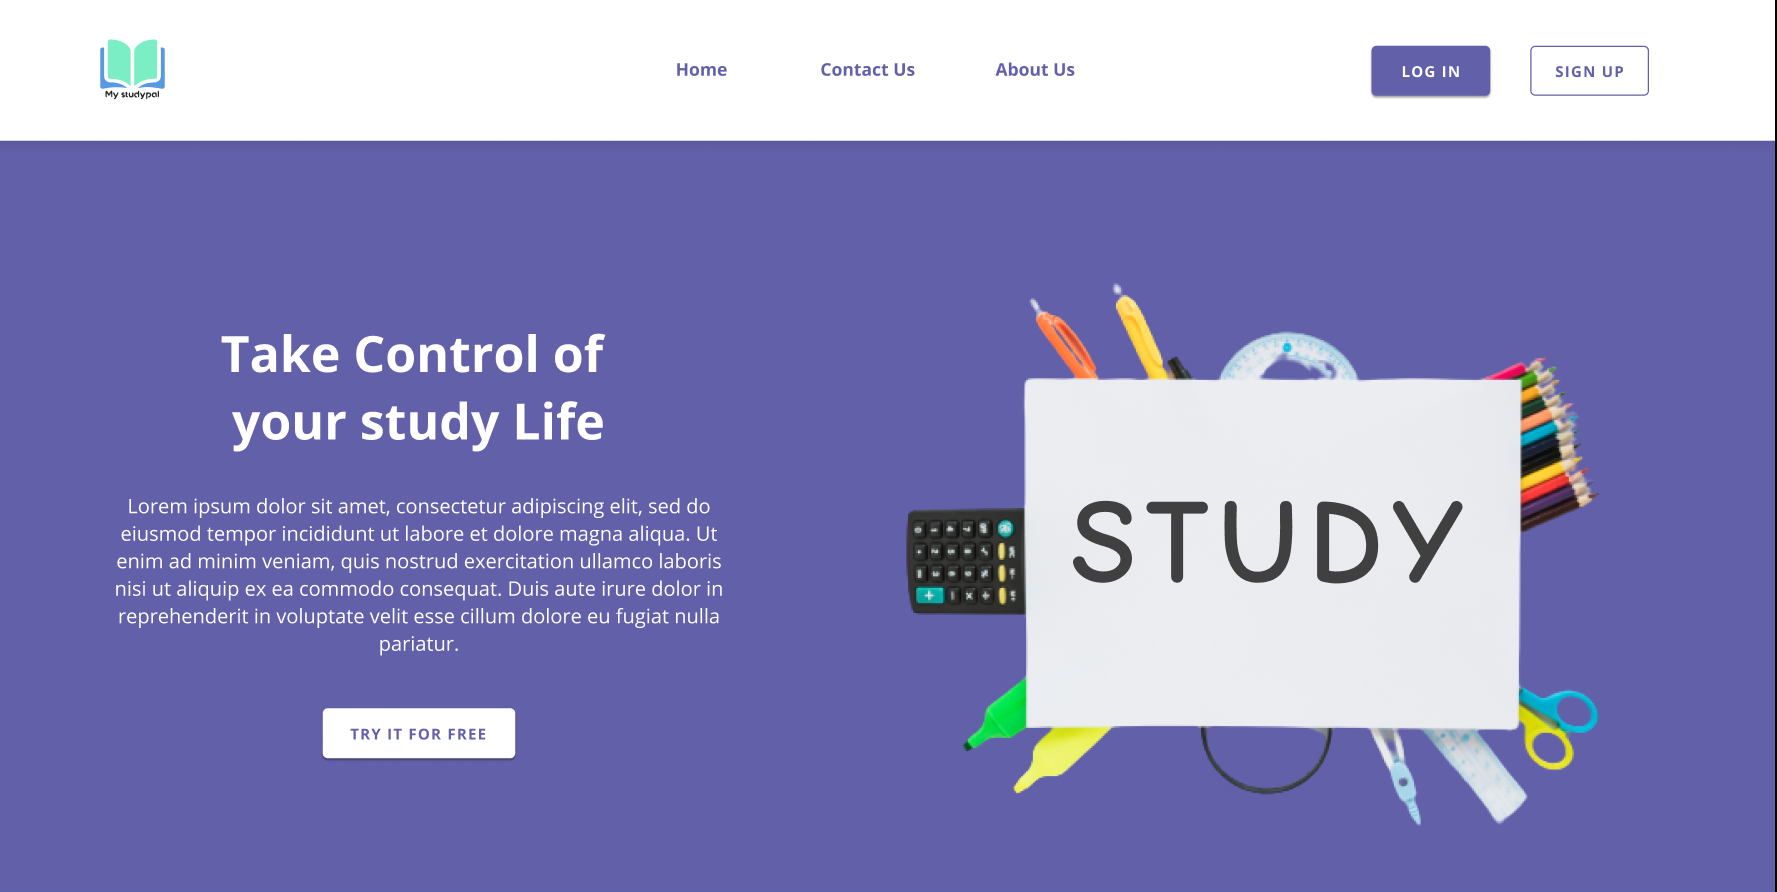 My studypal
Home
Contact Us
About Us
LOG IN
SIGN UP
Take Control of
your study Life
Lorem ipsum dolor sit amet, consectetur adipiscing elit, sed do
eiusmod tempor incididunt ut labore et dolore magna aliqua. Ut
enim ad minim veniam, quis nostrud exercitation ullamco laboris
nisi ut aliquip ex ea commodo consequat. Duis aute irure dolor in
reprehenderit in voluptate velit esse cillum dolore eu fugiat nulla
pariatur.
TRY IT FOR FREE
STUDY